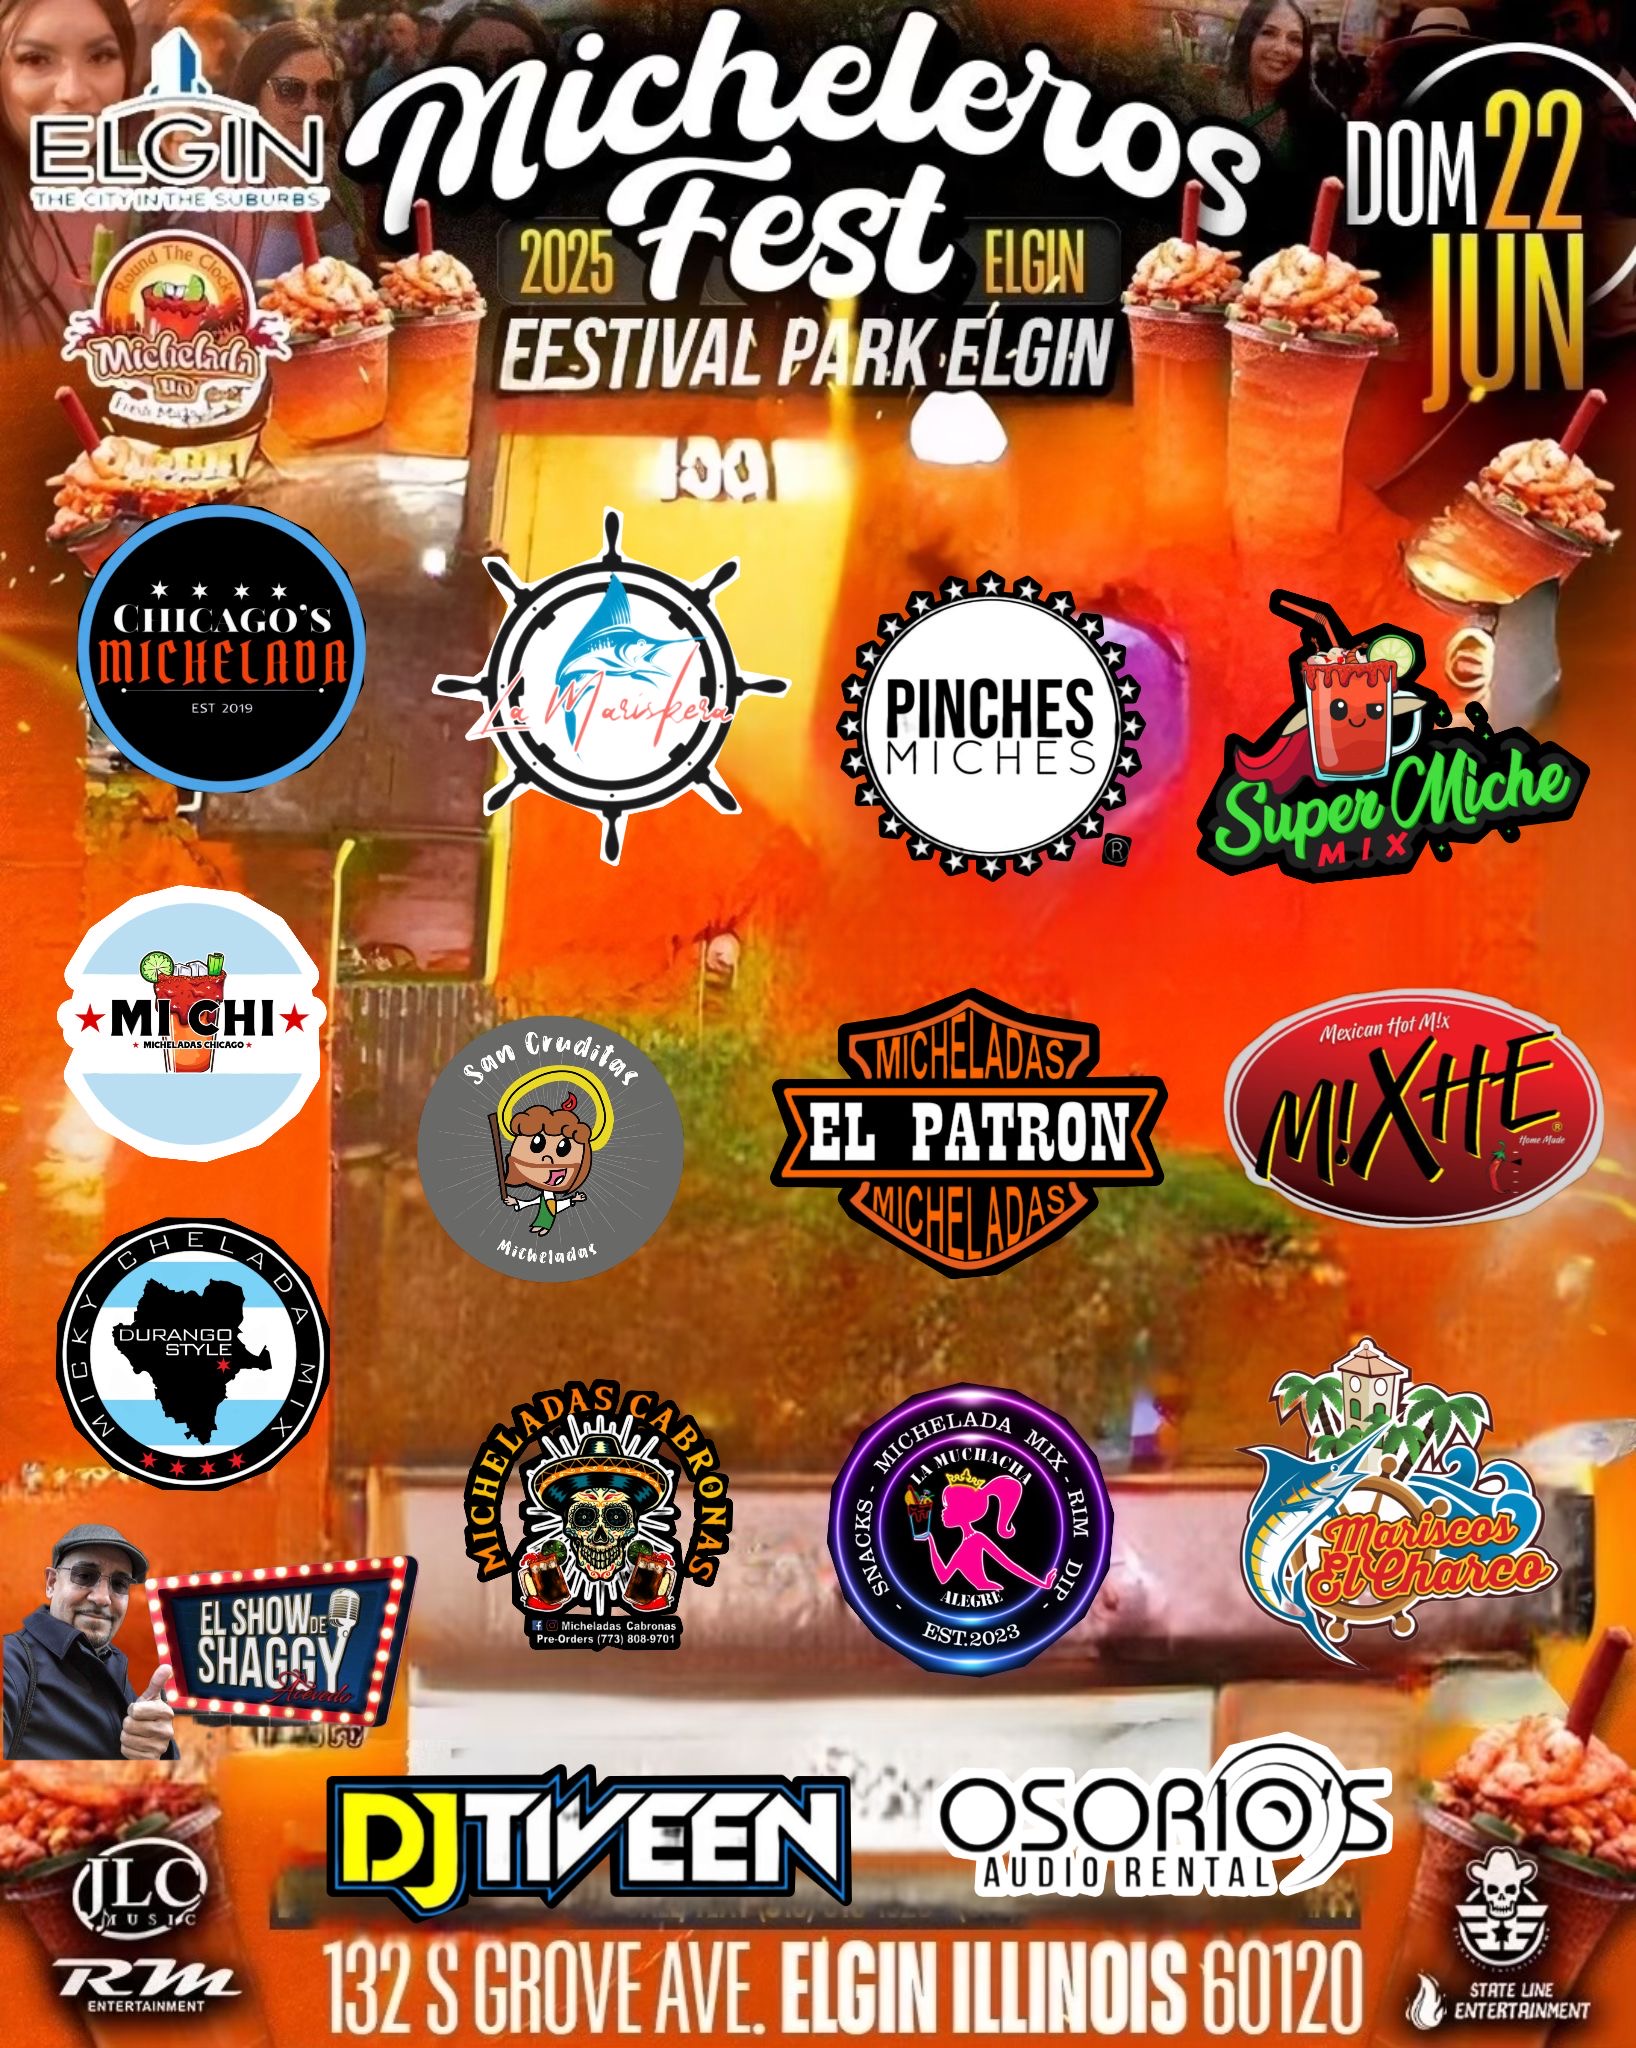 ELGIN
THE CITY IN THE SUBURBS
Micheleros
Fest
2025
ELGIN
FESTIVAL PARK ELGIN
DOM 22
JUN
Round The Clock
Michelada
CHICAGO'S
MICHELADA
EST 2019
La Mariskera
PINCHES
MICHES
®
Super Miche
MIX
MI CHI
MICHELADAS CHICAGO
San Cruditas
Micheladas
MICHELADAS
EL PATRON
MICHELADAS
Mexican Hot M!x
M!XHE
®
Home Made
MICKY CHELADA MIX
DURANGO
STYLE
MICHELADAS CABRONAS
Micheladas Cabronas
Pre-Orders (773) 808-9701
SNACKS - MICHELADA MIX - RIM DIP -
LA MUCHACHA
ALEGRE
EST.2023
Mariscos
El Charco
EL SHOW DE
SHAGGY
Acevedo
DJ TWEEN
OSORIO'S
AUDIO RENTAL
JLC
MUSIC
RM
ENTERTAINMENT
132 S GROVE AVE. ELGIN ILLINOIS 60120
STATE LINE
ENTERTAINMENT